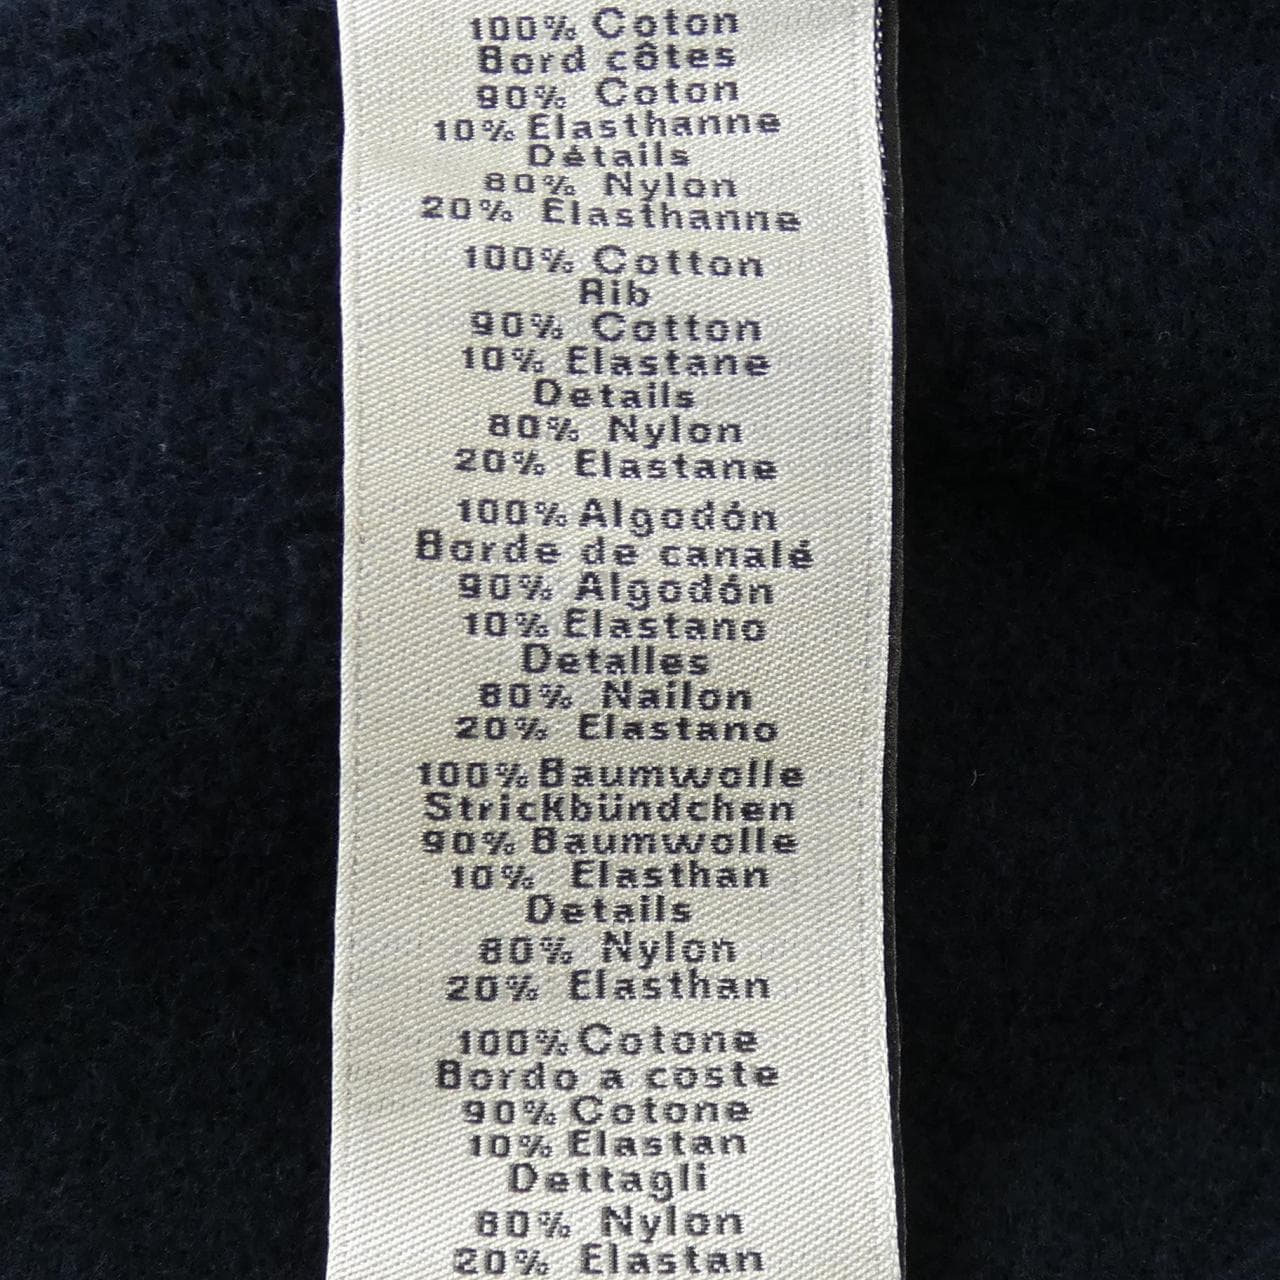 100% Coton
Bord côtes
90% Coton
10% Elasthanne
Détails
80% Nylon
20% Elasthanne
100% Cotton
Rib
90% Cotton
10% Elastane
Details
80% Nylon
20% Elastane
100% Algodón
Borde de canalé
90% Algodón
10% Elastano
Detalles
80% Nailon
20% Elastano
100% Baumwolle
Strickbündchen
90% Baumwolle
10% Elasthan
Details
80% Nylon
20% Elasthan
100% Cotone
Bordo a coste
90% Cotone
10% Elastan
Dettagli
80% Nylon
20% Elastan